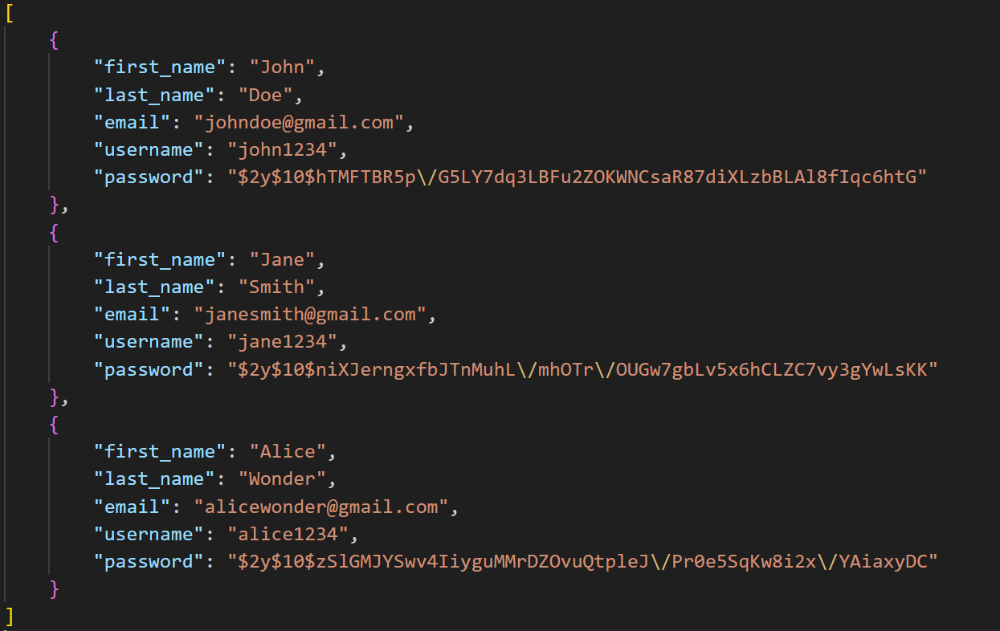 [
    {
        "first_name": "John",
        "last_name": "Doe",
        "email": "johndoe@gmail.com",
        "username": "john1234",
        "password": "$2y$10$hTMFTBR5p\/G5LY7dq3LBFu2ZOKWNCsaR87diXLzbBLAl8fIqc6htG"
    },
    {
        "first_name": "Jane",
        "last_name": "Smith",
        "email": "janesmith@gmail.com",
        "username": "jane1234",
        "password": "$2y$10$niXJerngxfbJTnMuhL\/mhOTr\/OUGw7gbLv5x6hCLZC7vy3gYwLsKK"
    },
    {
        "first_name": "Alice",
        "last_name": "Wonder",
        "email": "alicewonder@gmail.com",
        "username": "alice1234",
        "password": "$2y$10$zSlGMJYSwv4IiyguMMrDZOvuQtpleJ\/Pr0e5SqKw8i2x\/YAiaxyDC"
    }
]